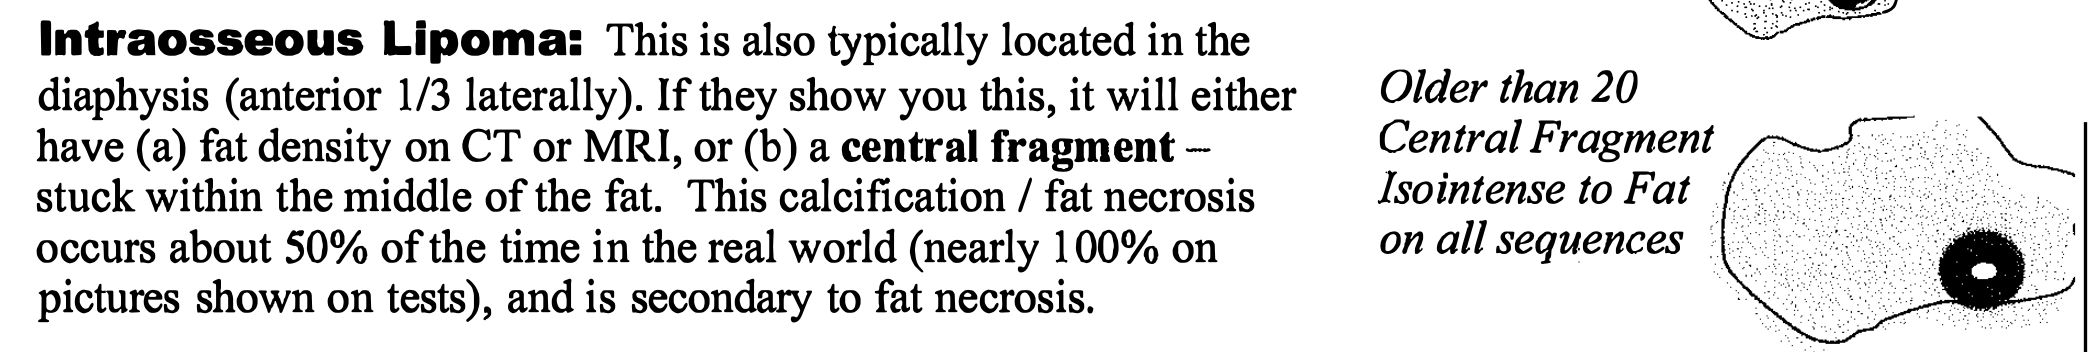 Intraosseous Lipoma: This is also typically located in the
diaphysis (anterior 1/3 laterally). If they show you this, it will either
have (a) fat density on CT or MRI, or (b) a central fragment –
stuck within the middle of the fat. This calcification / fat necrosis
occurs about 50% of the time in the real world (nearly 100% on
pictures shown on tests), and is secondary to fat necrosis.
Older than 20
Central Fragment
Isointense to Fat
on all sequences